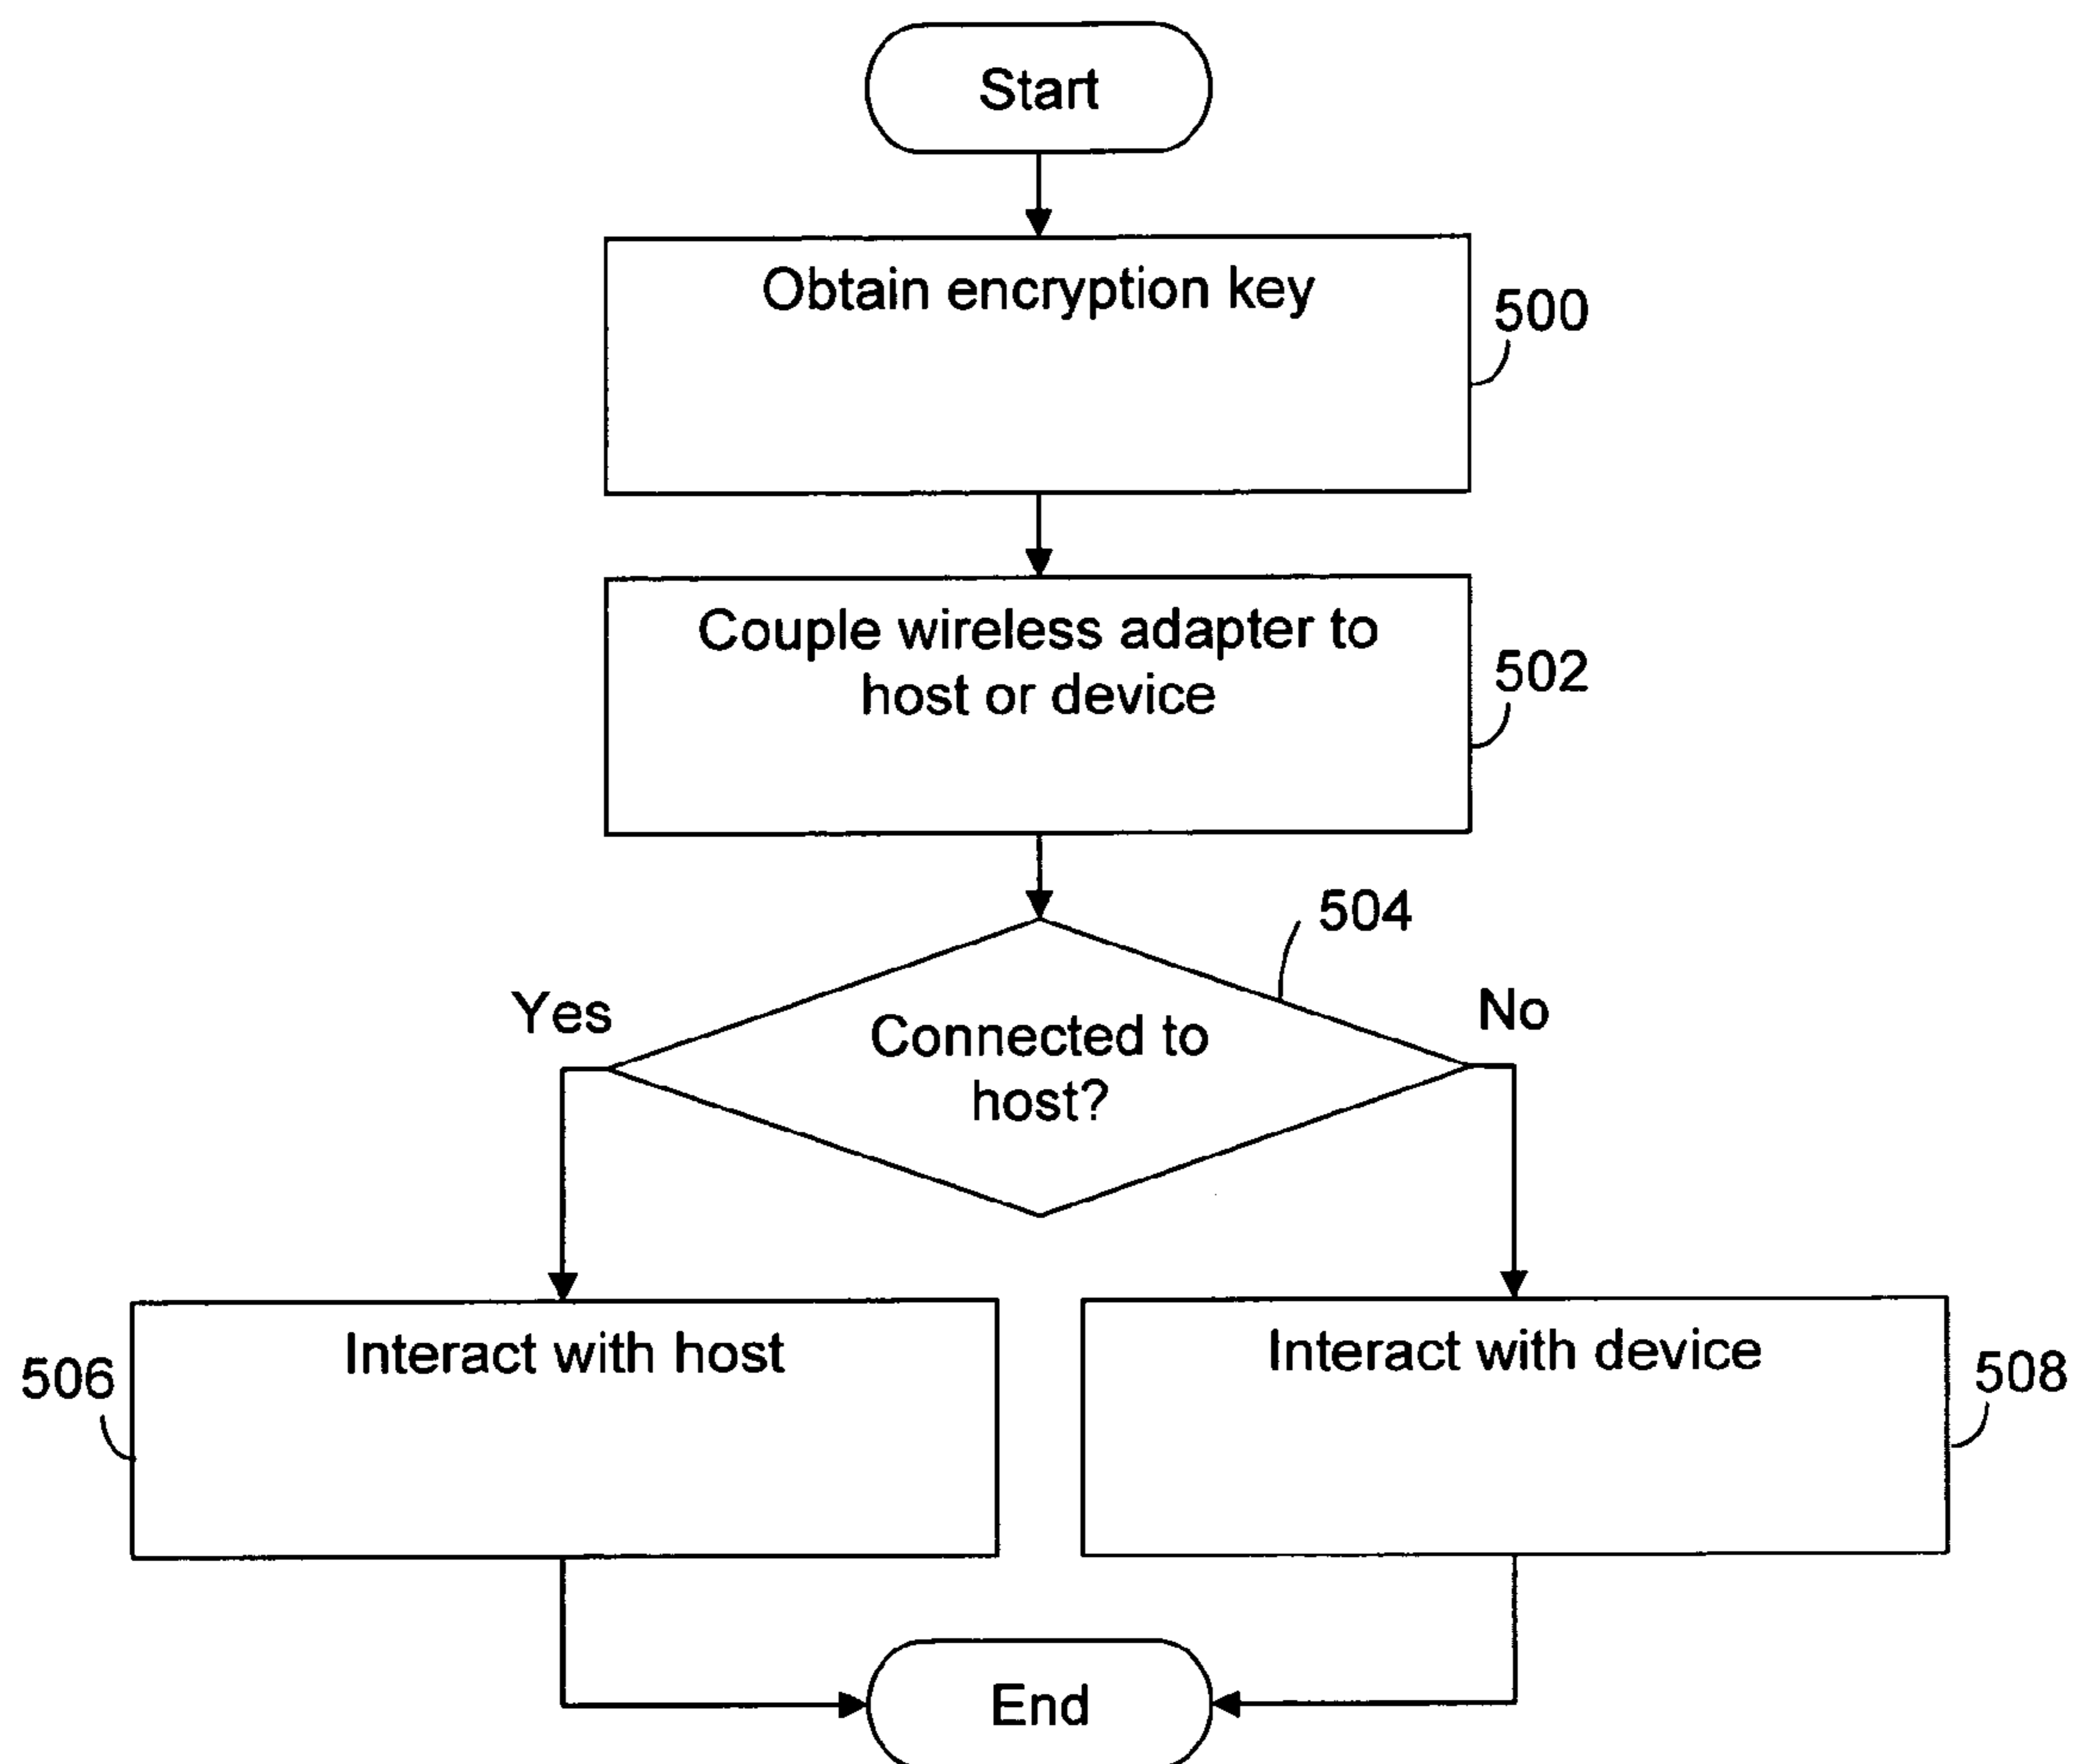 Start
Obtain encryption key
500
Couple wireless adapter to
host or device
502
504
Yes
No
Connected to
host?
Interact with host
506
Interact with device
508
End